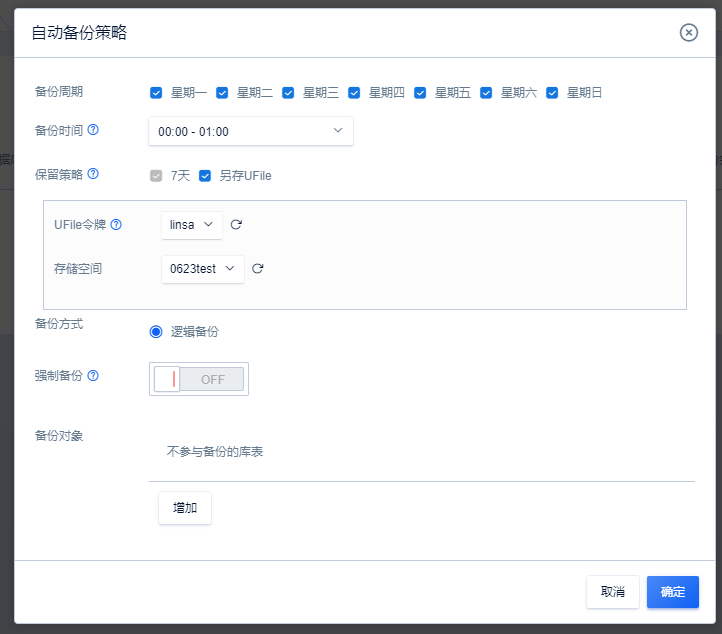 自动备份策略
备份周期 星期一 星期二 星期三 星期四 星期五 星期六 星期日
备份时间 00:00 - 01:00
保留策略 7天 另存UFile
UFile令牌 linsa
存储空间 0623test
备份方式 逻辑备份
强制备份 OFF
备份对象
不参与备份的库表
增加
取消 确定